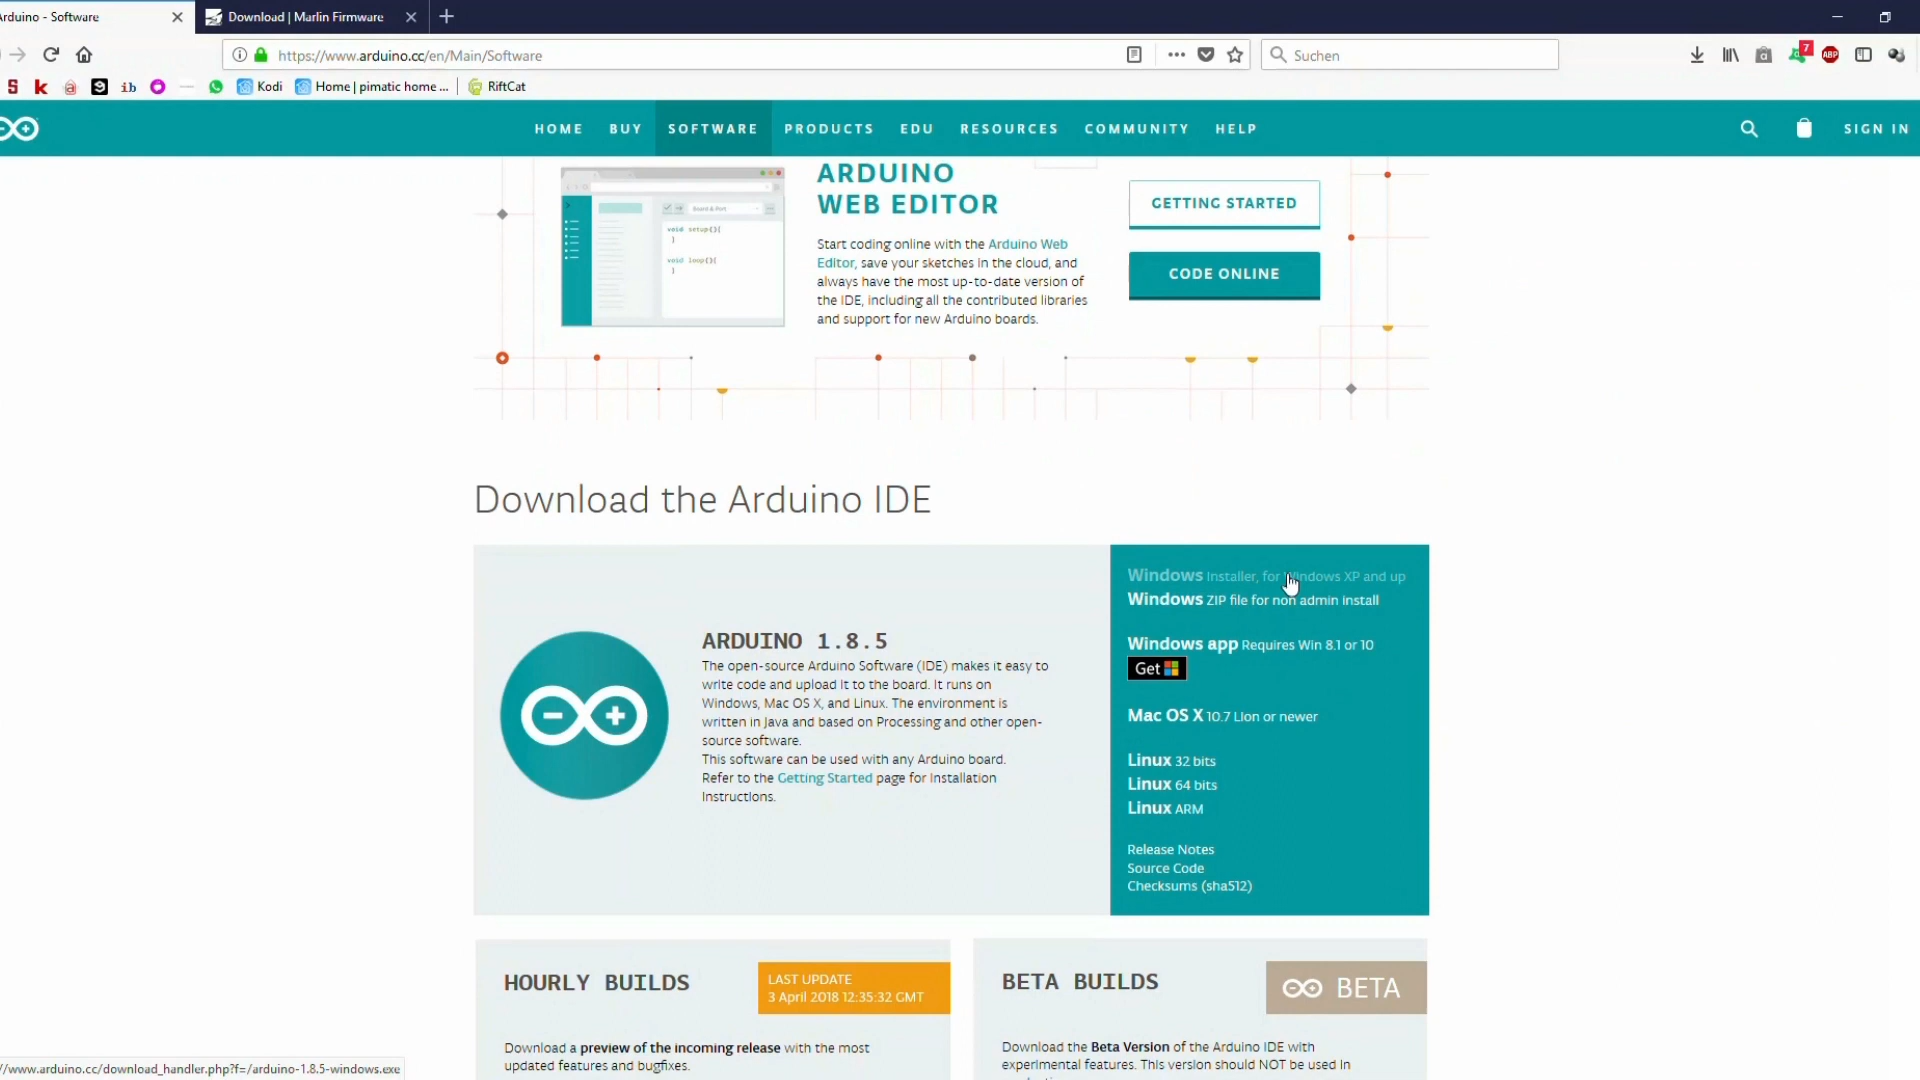 Arduino - Software
Download | Marlin Firmware
https://www.arduino.cc/en/Main/Software
Suchen
7
ABP
Kodi
Home | pimatic home ...
RiftCat
HOME BUY SOFTWARE PRODUCTS EDU RESOURCES COMMUNITY HELP
SIGN IN
ARDUINO
WEB EDITOR
Start coding online with the Arduino Web
Editor, save your sketches in the cloud, and
always have the most up-to-date version of
the IDE, including all the contributed libraries
and support for new Arduino boards.
GETTING STARTED
CODE ONLINE
Board & Port
void setup(){
}
void loop(){
}
Download the Arduino IDE
ARDUINO 1.8.5
The open-source Arduino Software (IDE) makes it easy to
write code and upload it to the board. It runs on
Windows, Mac OS X, and Linux. The environment is
written in Java and based on Processing and other open-
source software.
This software can be used with any Arduino board.
Refer to the Getting Started page for Installation
Instructions.
Windows Installer, for Windows XP and up
Windows ZIP file for non admin install
Windows app Requires Win 8.1 or 10
Get
Mac OS X 10.7 Lion or newer
Linux 32 bits
Linux 64 bits
Linux ARM
Release Notes
Source Code
Checksums (sha512)
HOURLY BUILDS
LAST UPDATE
3 April 2018 12:35:32 GMT
Download a preview of the incoming release with the most
updated features and bugfixes.
BETA BUILDS
BETA
Download the Beta Version of the Arduino IDE with
experimental features. This version should NOT be used in
/www.arduino.cc/download_handler.php?f=/arduino-1.8.5-windows.exe